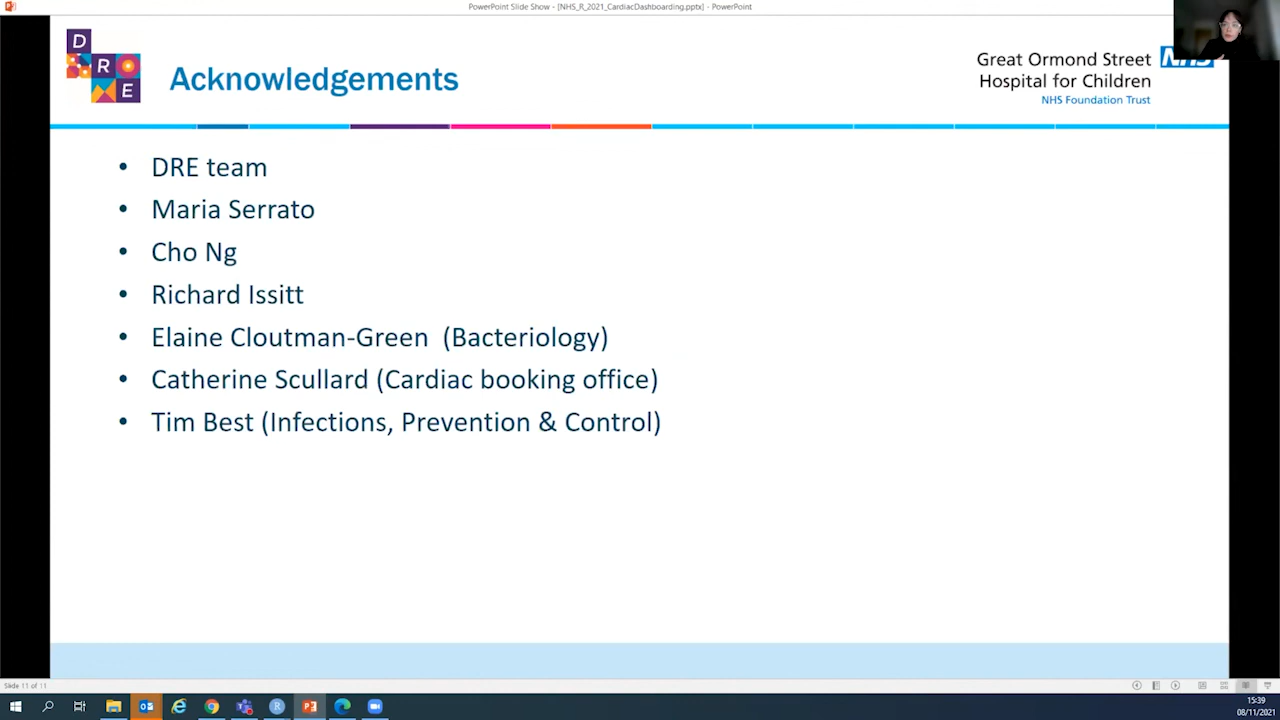 PowerPoint Slide Show - [NHS_R_2021_CardiacDashboarding.pptx] - PowerPoint
D
R
E
Acknowledgements
Great Ormond Street
Hospital for Children
NHS Foundation Trust
NHS
• DRE team
• Maria Serrato
• Cho Ng
• Richard Issitt
• Elaine Cloutman-Green (Bacteriology)
• Catherine Scullard (Cardiac booking office)
• Tim Best (Infections, Prevention & Control)
Slide 11 of 11
15:39
08/11/2021